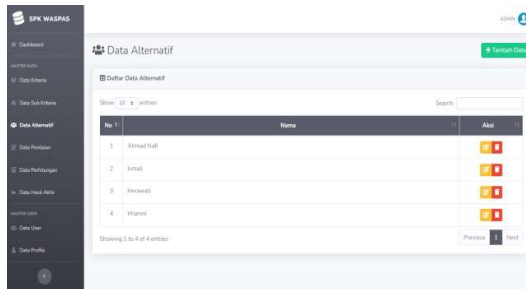 SPK WASPAS
ADMIN
Dashboard
MASTER DATA
Data Kriteria
Data Sub Kriteria
Data Alternatif
Data Penilaian
Data Perhitungan
Data Hasil Akhir
MASTER USER
Data User
Data Profile
Data Alternatif
+ Tambah Data
Daftar Data Alternatif
Show 10 entries
Search:
No Nama Aksi
1 Ahmad Nafi
2 Ismail
3 Herawati
4
Showing 1 to 4 of 4 entries
Previous 1 Next